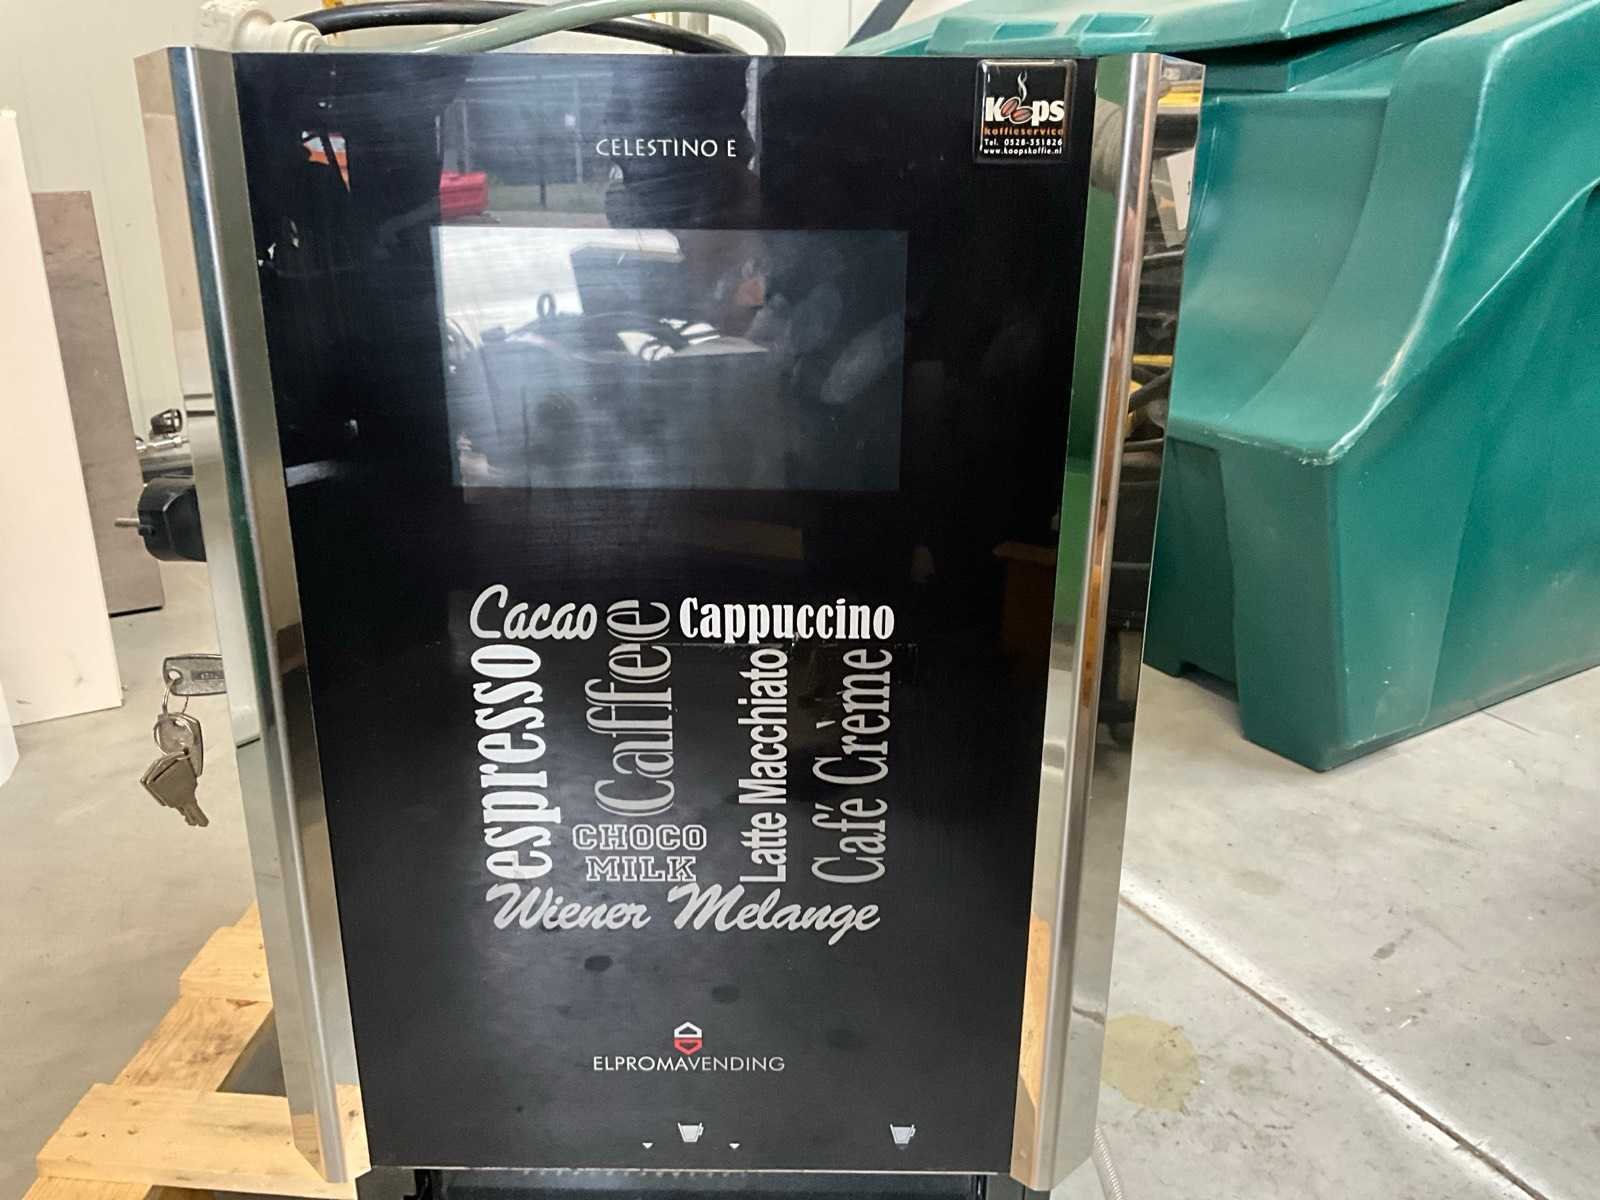 CELESTINO E
Koops
koffieservice
Tel. 0528-351826
www.koopskoffie.nl
Cacao
Cappuccino
espresso
Caffee
Latte Macchiato
Café Crème
CHOCO
MILK
Wiener Melange
ELPROMAVENDING